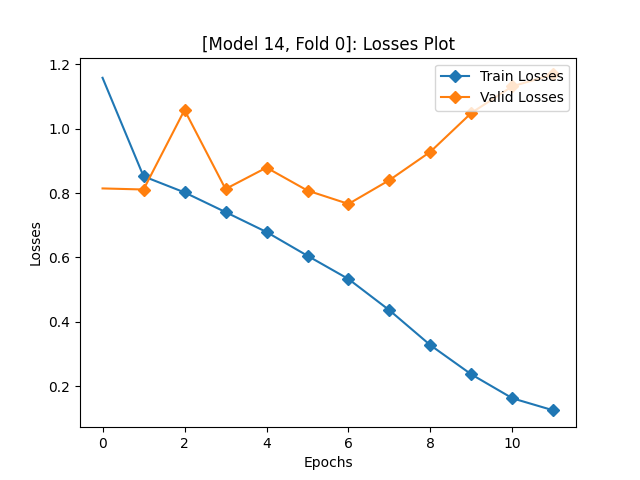 [Model 14, Fold 0]: Losses Plot
Train Losses
Valid Losses
1.2
1.0
0.8
0.6
0.4
0.2
Losses
0 2 4 6 8 10
Epochs